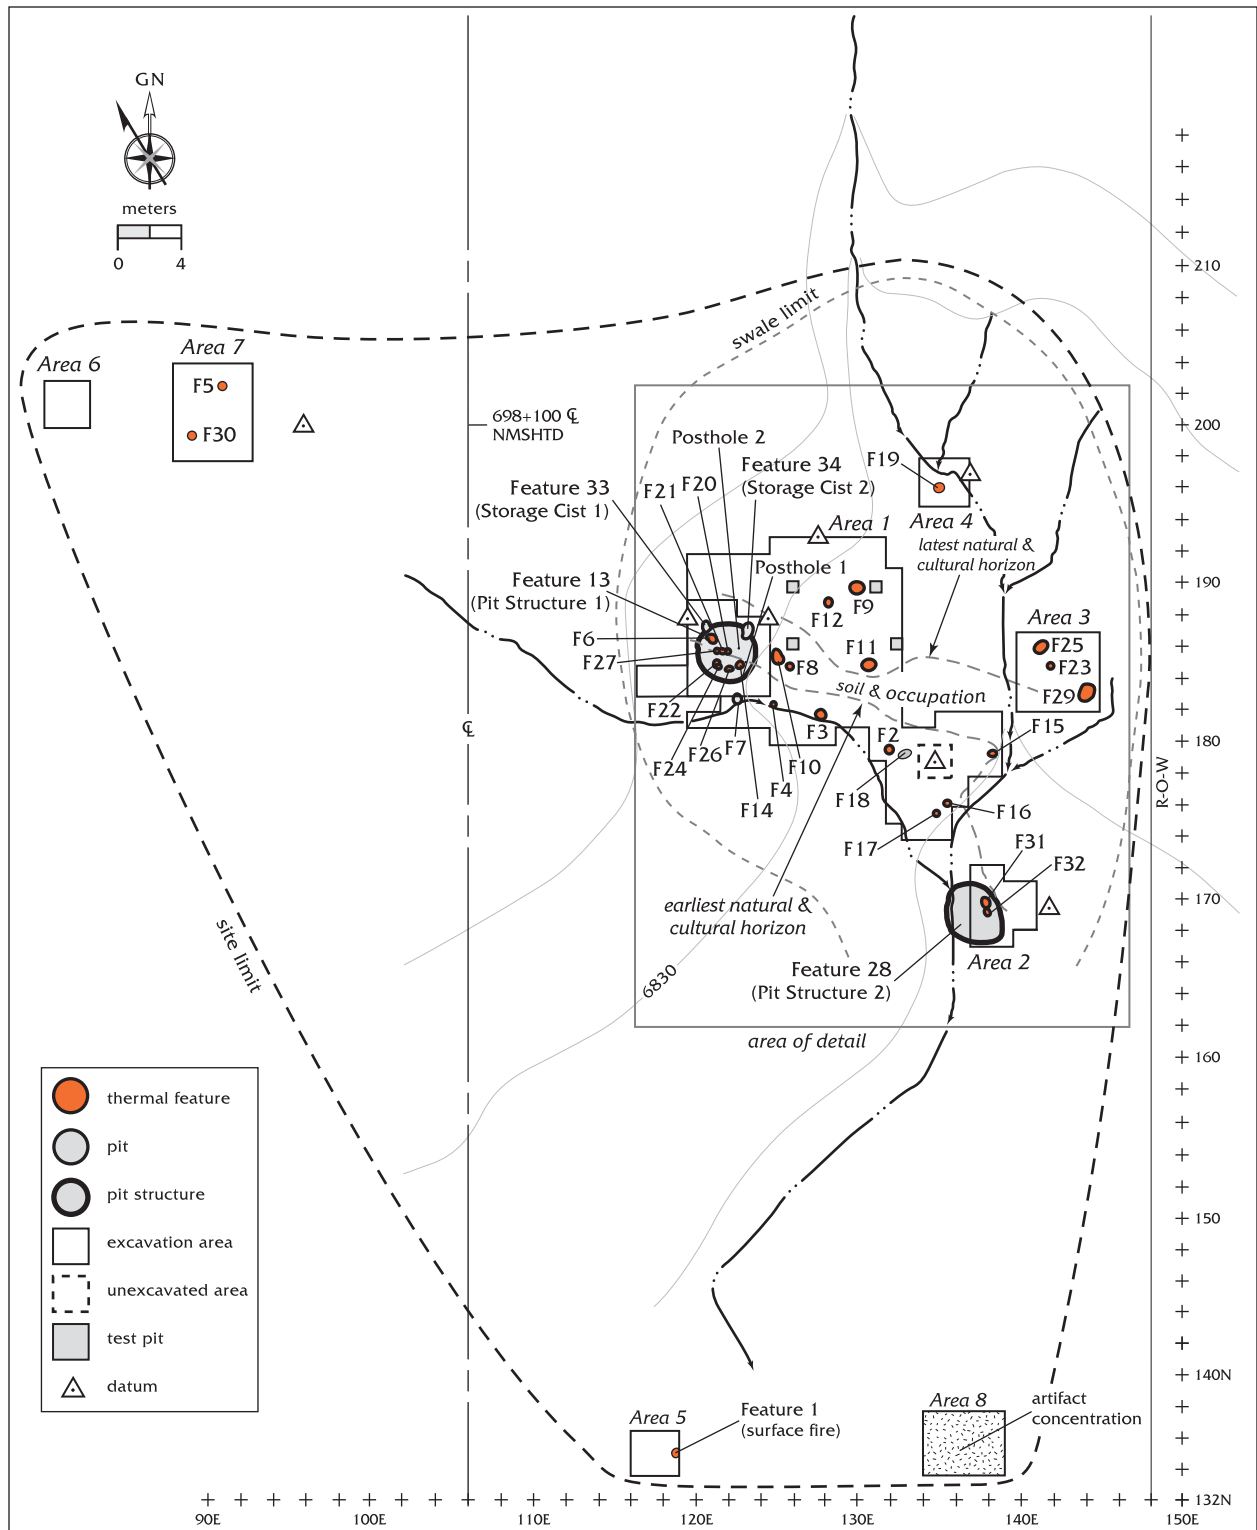 GN
meters
0 4
210
swale limit
Area 6
Area 7
F5
F30
698+100 ℄
NMSHTD
200
Posthole 2
Feature 34
(Storage Cist 2)
F19
Feature 33
(Storage Cist 1)
F21
F20
Area 1
Area 4
latest natural &
cultural horizon
Feature 13
(Pit Structure 1)
Posthole 1
190
F12
F9
Area 3
F6
F27
F8
F11
F25
F23
F29
soil & occupation
F22
F24
F26
F7
F14
F4
F10
F3
F2
F15
180
℄
F18
F16
F17
F31
F32
R-O-W
170
earliest natural &
cultural horizon
site limit
Area 2
Feature 28
(Pit Structure 2)
6830
area of detail
160
thermal feature
pit
pit structure
excavation area
unexcavated area
test pit
datum
150
140N
Area 5
Feature 1
(surface fire)
Area 8
artifact
concentration
132N
90E 100E 120E 130E 140E 150E